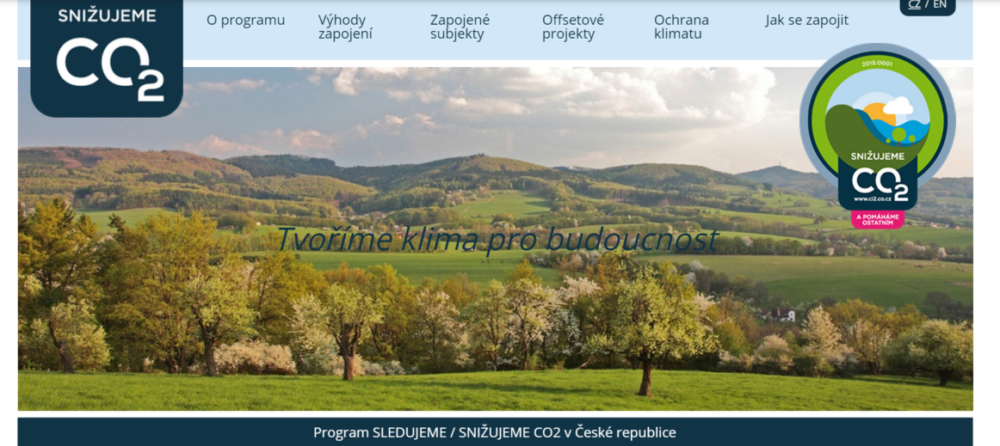 SNIŽUJEME
CO2
O programu
Výhody
zapojení
Zapojené
subjekty
Offsetové
projekty
Ochrana
klimatu
Jak se zapojit
CZ / EN
2015:0001
SNIŽUJEME
CO2
www.ci2.co.cz
A POMÁHÁME
OSTATNÍM
Tvoříme klima pro budoucnost
Program SLEDUJEME / SNIŽUJEME CO2 v České republice